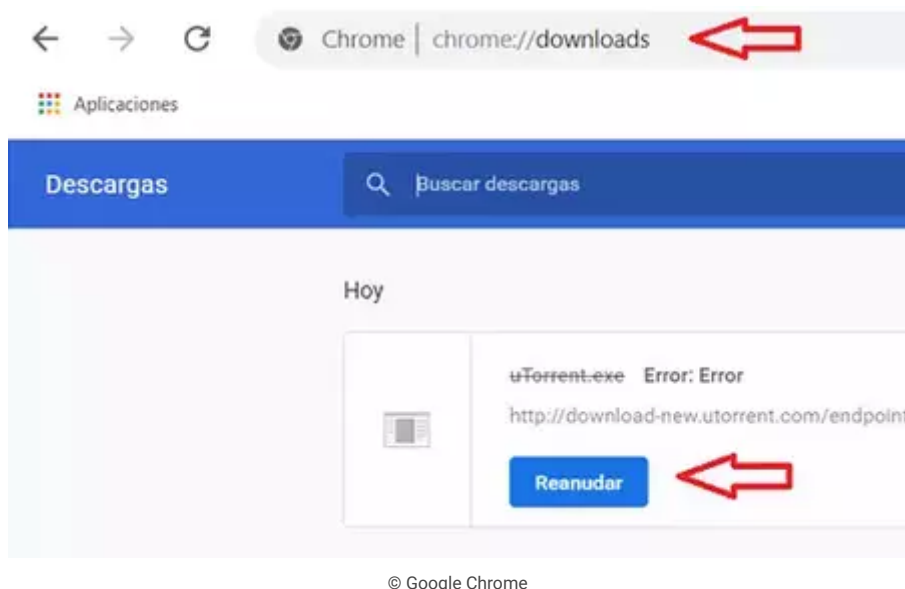 Chrome | chrome://downloads
Aplicaciones
Descargas
Buscar descargas
Hoy
uTorrent.exe Error: Error
http://download-new.utorrent.com/endpoint
Reanudar
© Google Chrome